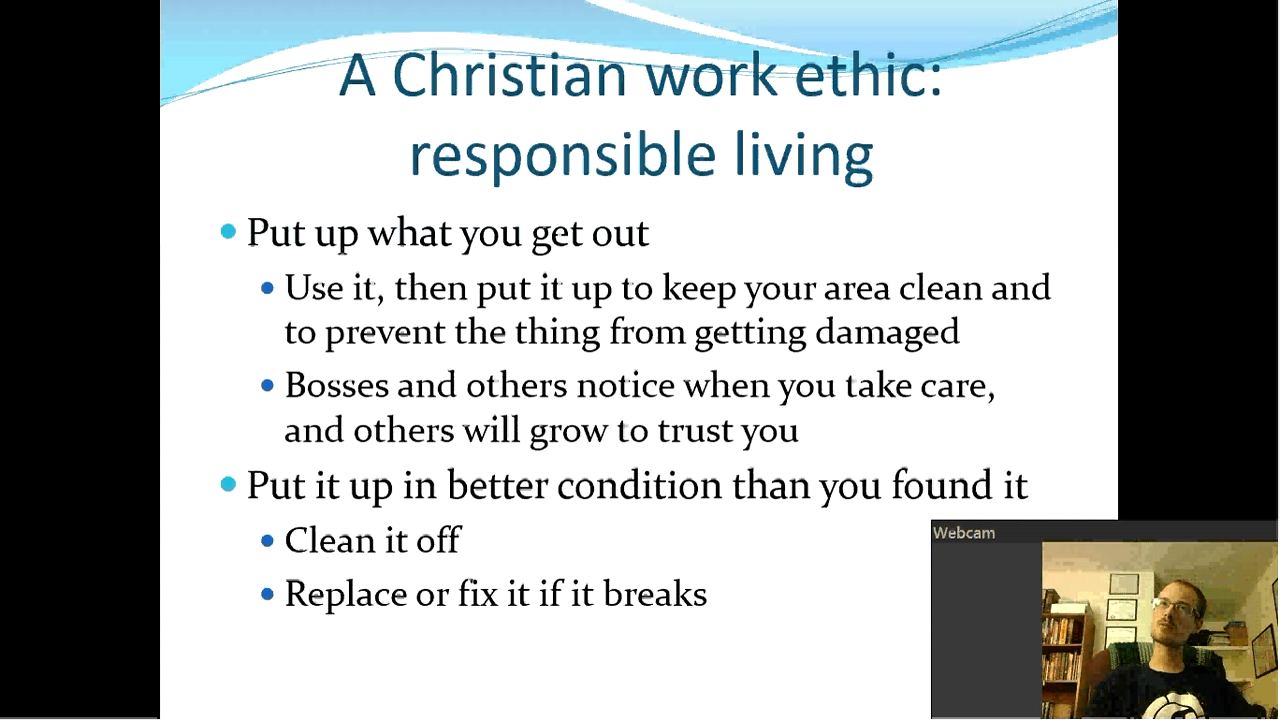 A Christian work ethic:
responsible living
Put up what you get out
Use it, then put it up to keep your area clean and
to prevent the thing from getting damaged
Bosses and others notice when you take care,
and others will grow to trust you
Put it up in better condition than you found it
Clean it off
Replace or fix it if it breaks
Webcam